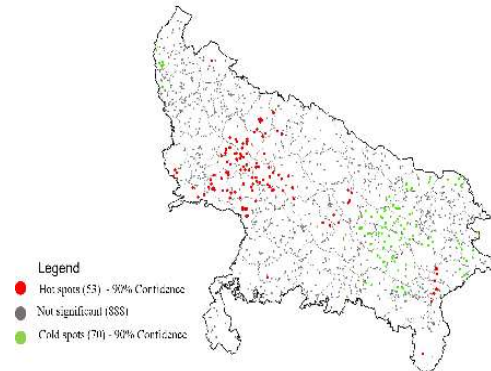 Legend
Hot spots (53) - 90% Confidence
Not significant (888)
Cold spots (70) - 90% Confidence